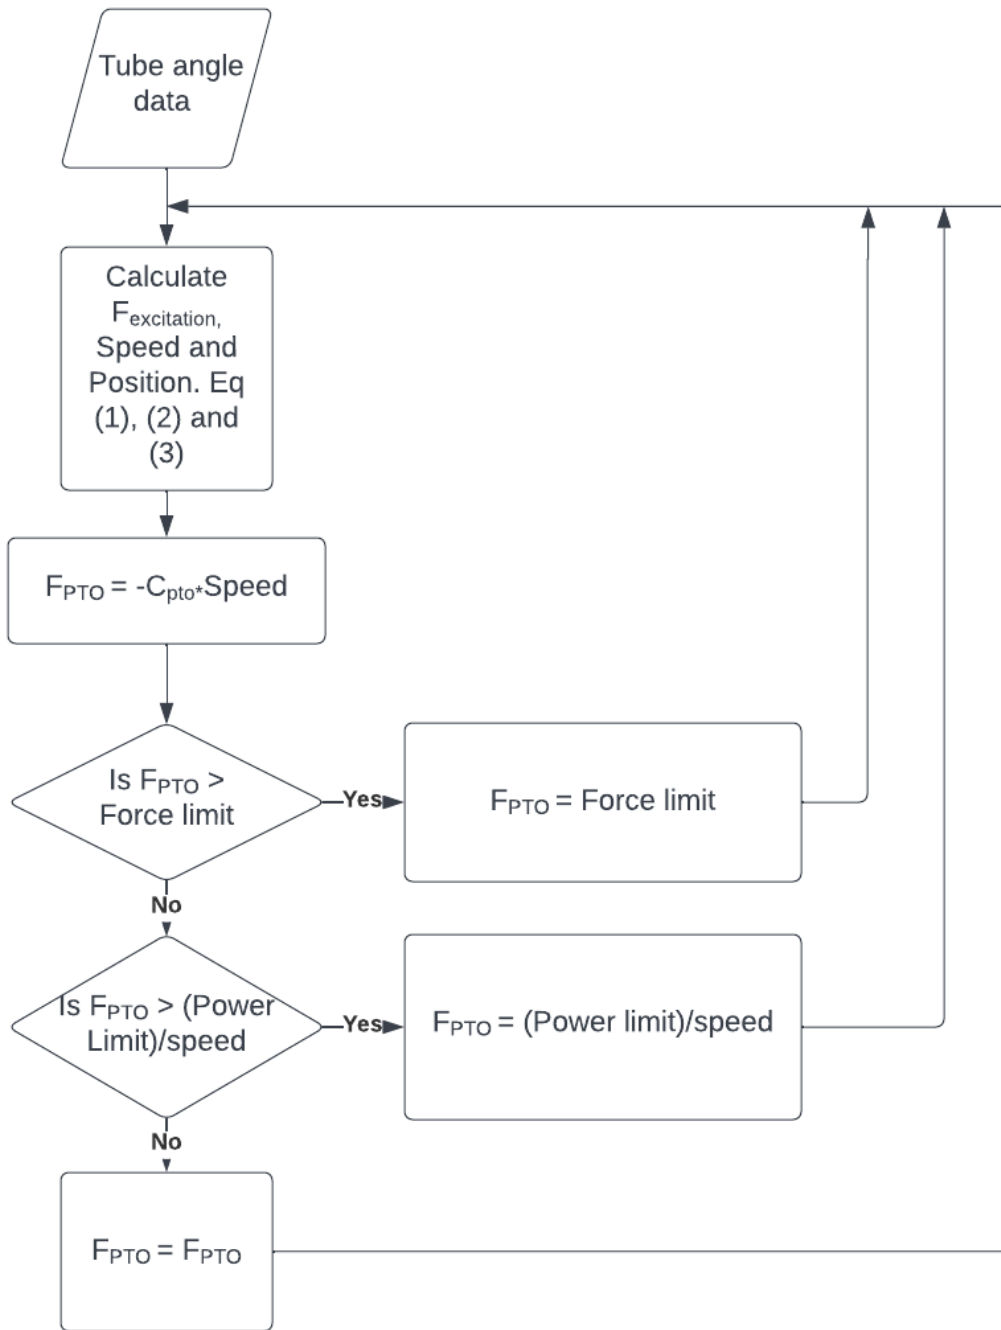 Tube angle
data
Calculate
Fexcitation,
Speed and
Position. Eq
(1), (2) and
(3)
FPTO = -Cpto*Speed
Is FPTO >
Force limit
Yes
FPTO = Force limit
No
Is FPTO > (Power
Limit)/speed
Yes
FPTO = (Power limit)/speed
No
FPTO = FPTO